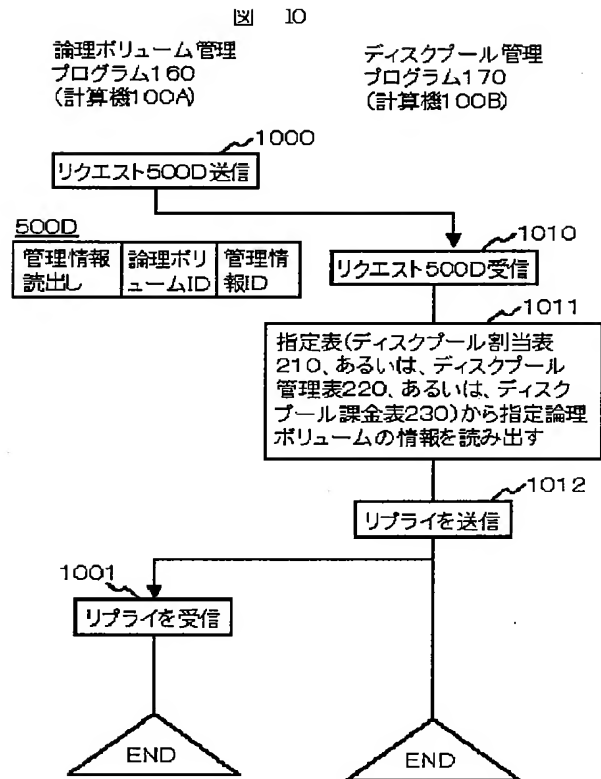 図 10
論理ボリューム管理
プログラム160
(計算機100A)
ディスクプール管理
プログラム170
(計算機100B)
1000
リクエスト500D送信
500D
管理情報
読出し
論理ボリ
ュームID
管理情
報ID
1010
リクエスト500D受信
1011
指定表(ディスクプール割当表
210、あるいは、ディスクプール
管理表220、あるいは、ディスク
プール課金表230)から指定論理
ボリュームの情報を読み出す
1012
リプライを送信
1001
リプライを受信
END
END